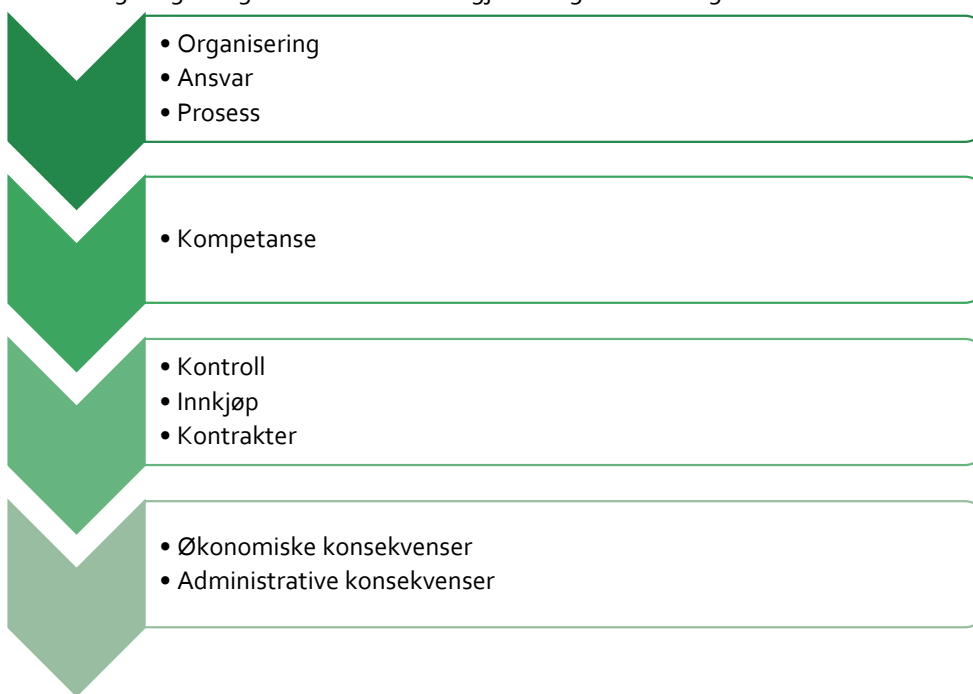 • Organisering
• Ansvar
• Prosess
• Kompetanse
• Kontroll
• Innkjøp
• Kontrakter
• Økonomiske konsekvenser
• Administrative konsekvenser